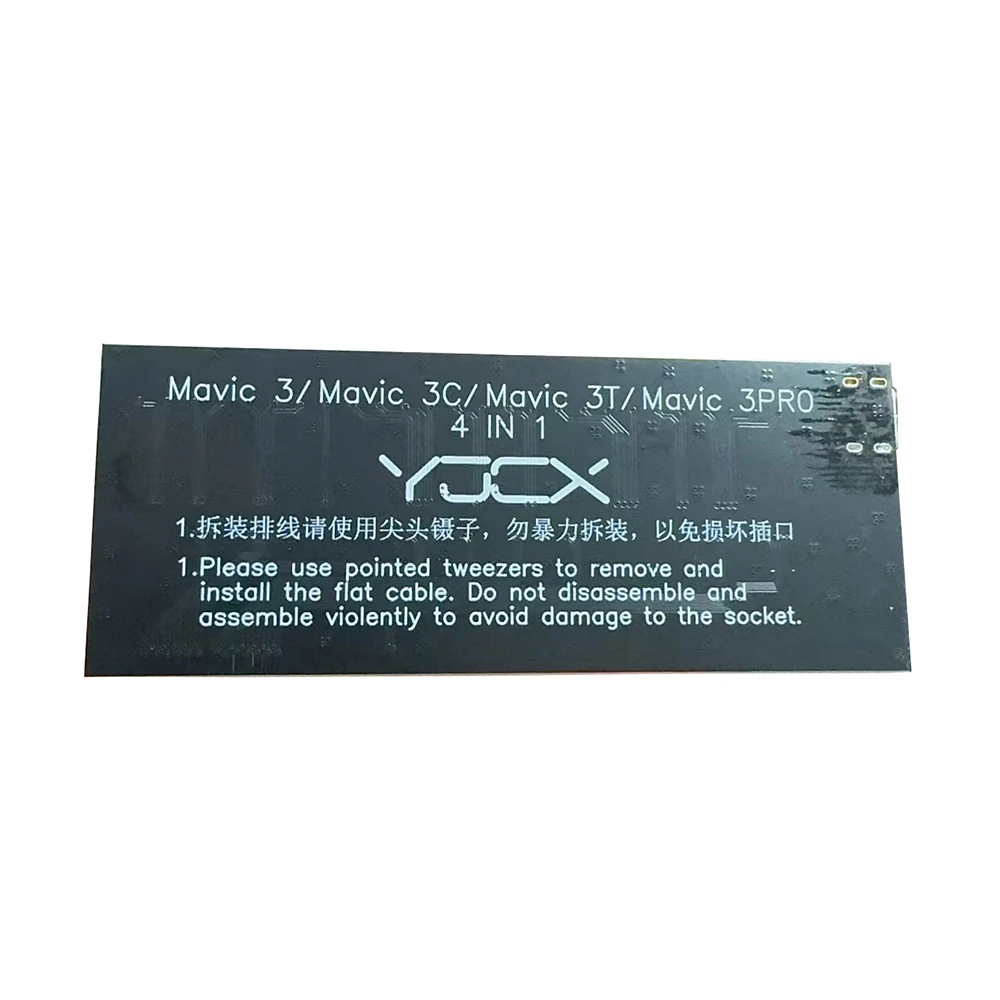 Mavic 3/Mavic 3C/Mavic 3T/Mavic 3PRO
4 IN 1
YJCX
1.拆装排线请使用尖头镊子，勿暴力拆装，以免损坏插口
1.Please use pointed tweezers to remove and
install the flat cable. Do not disassemble and
assemble violently to avoid damage to the socket.